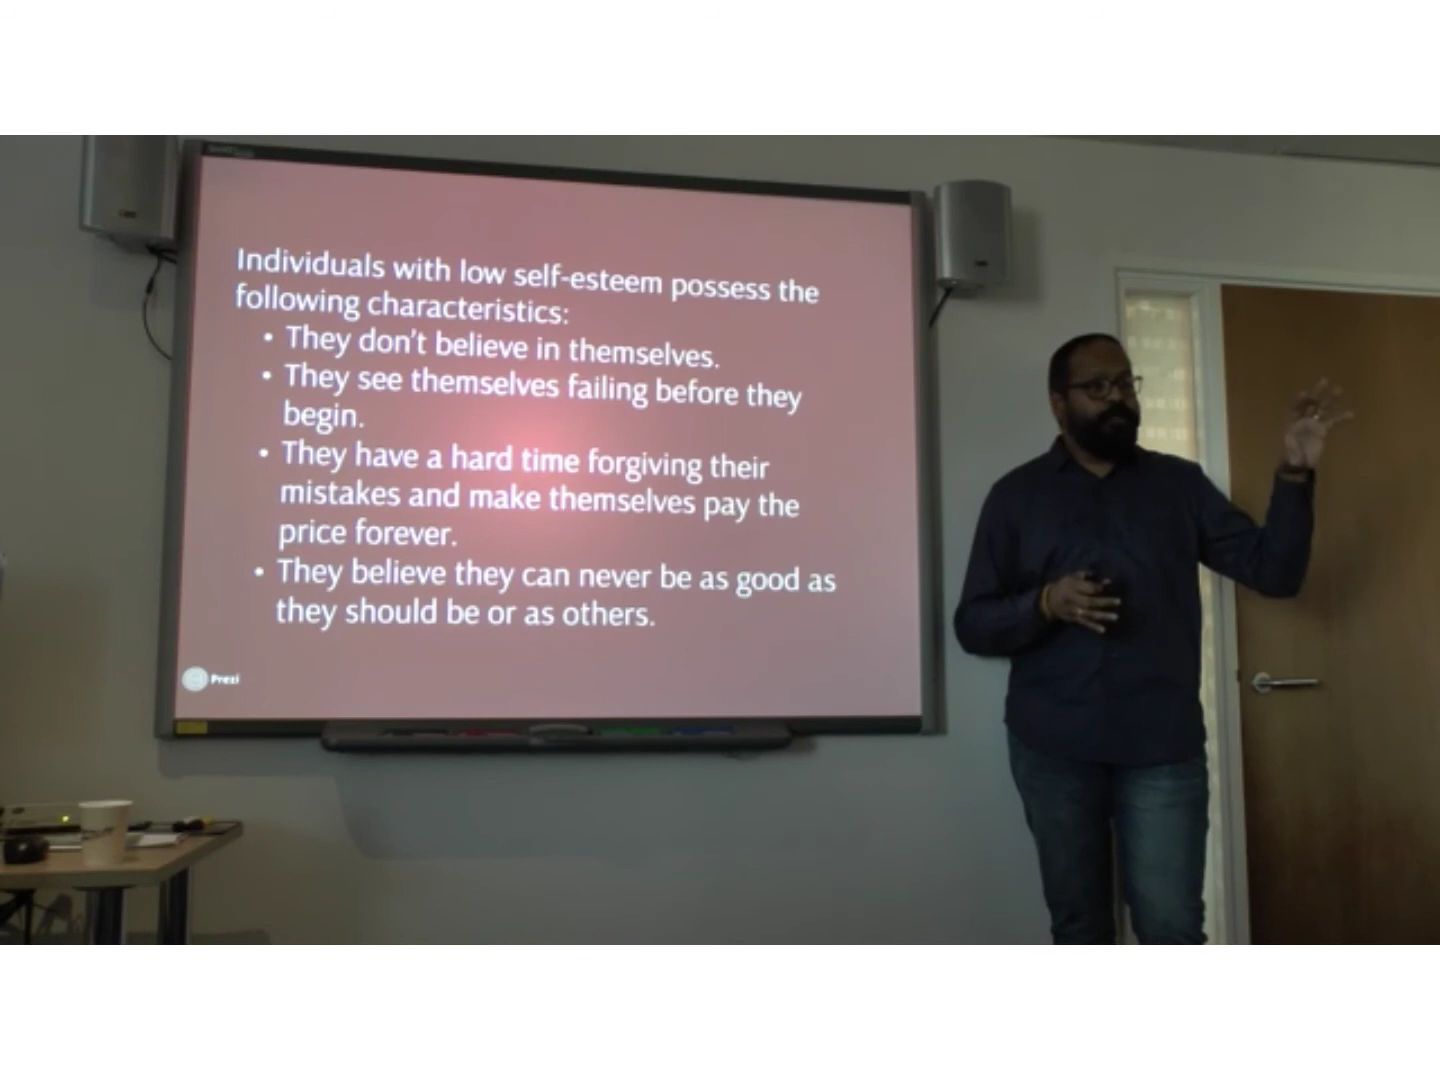 Individuals with low self-esteem possess the
following characteristics:
• They don't believe in themselves.
• They see themselves failing before they
begin.
• They have a hard time forgiving their
mistakes and make themselves pay the
price forever.
• They believe they can never be as good as
they should be or as others.
Prezi